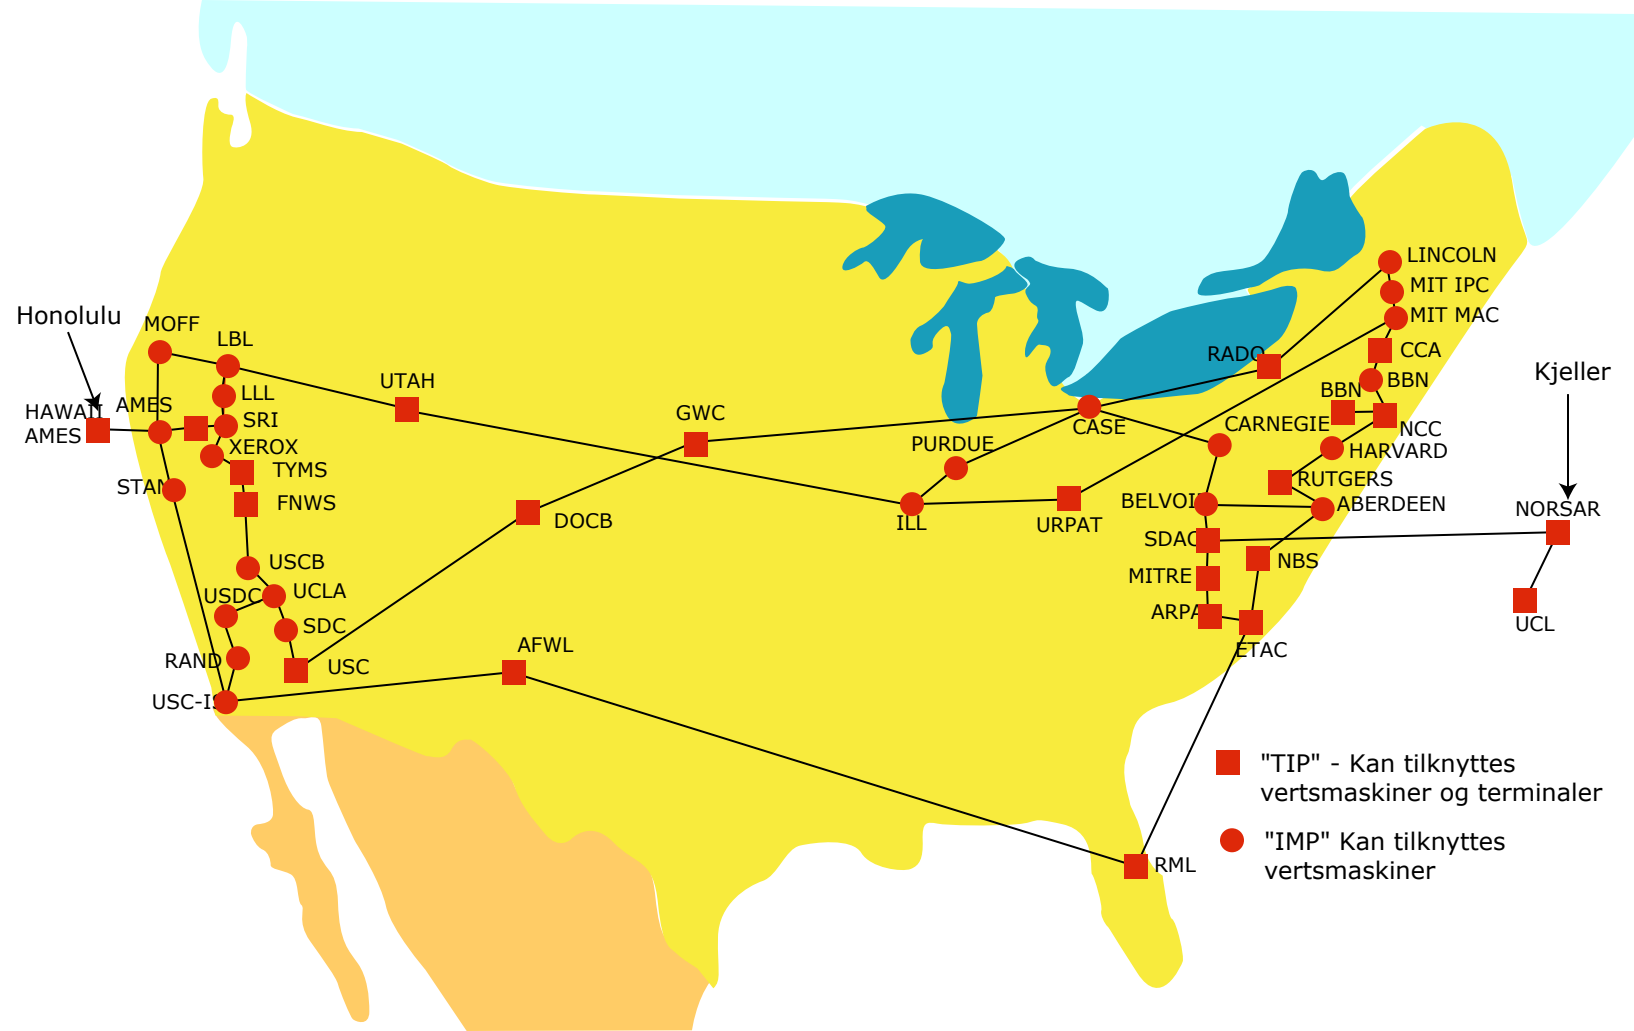 LINCOLN
MIT IPC
Honolulu
MOFF
MIT MAC
LBL
CCA
RADO
Kjeller
UTAH
BBN
BBN
LLL
HAWAII
AMES
AMES
SRI
GWC
CASE
CARNEGIE
NCC
XEROX
PURDUE
HARVARD
TYMS
RUTGERS
STAN
FNWS
DOCB
ILL
URPAT
BELVOI
ABERDEEN
NORSAR
SDAC
USCB
MITRE
NBS
USDC
UCLA
ARPA
SDC
UCL
AFWL
ETAC
RAND
USC
USC-IS
"TIP" - Kan tilknyttes
vertsmaskiner og terminaler
"IMP" Kan tilknyttes
vertsmaskiner
RML